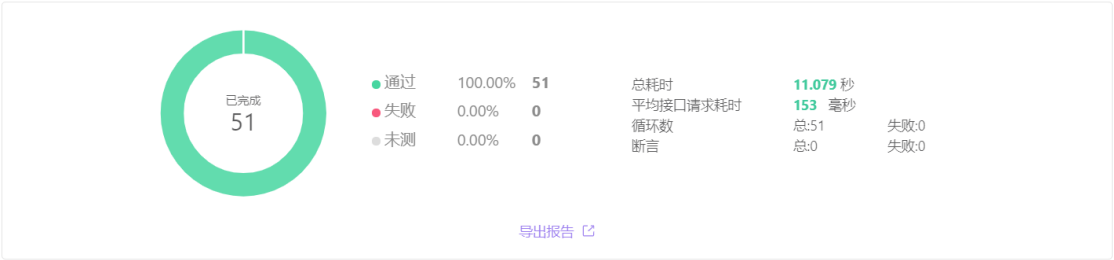 已完成
51
通过 100.00% 51
失败 0.00% 0
未测 0.00% 0
总耗时 11.079 秒
平均接口请求耗时 153 毫秒
循环数 总:51 失败:0
断言 总:0 失败:0
导出报告